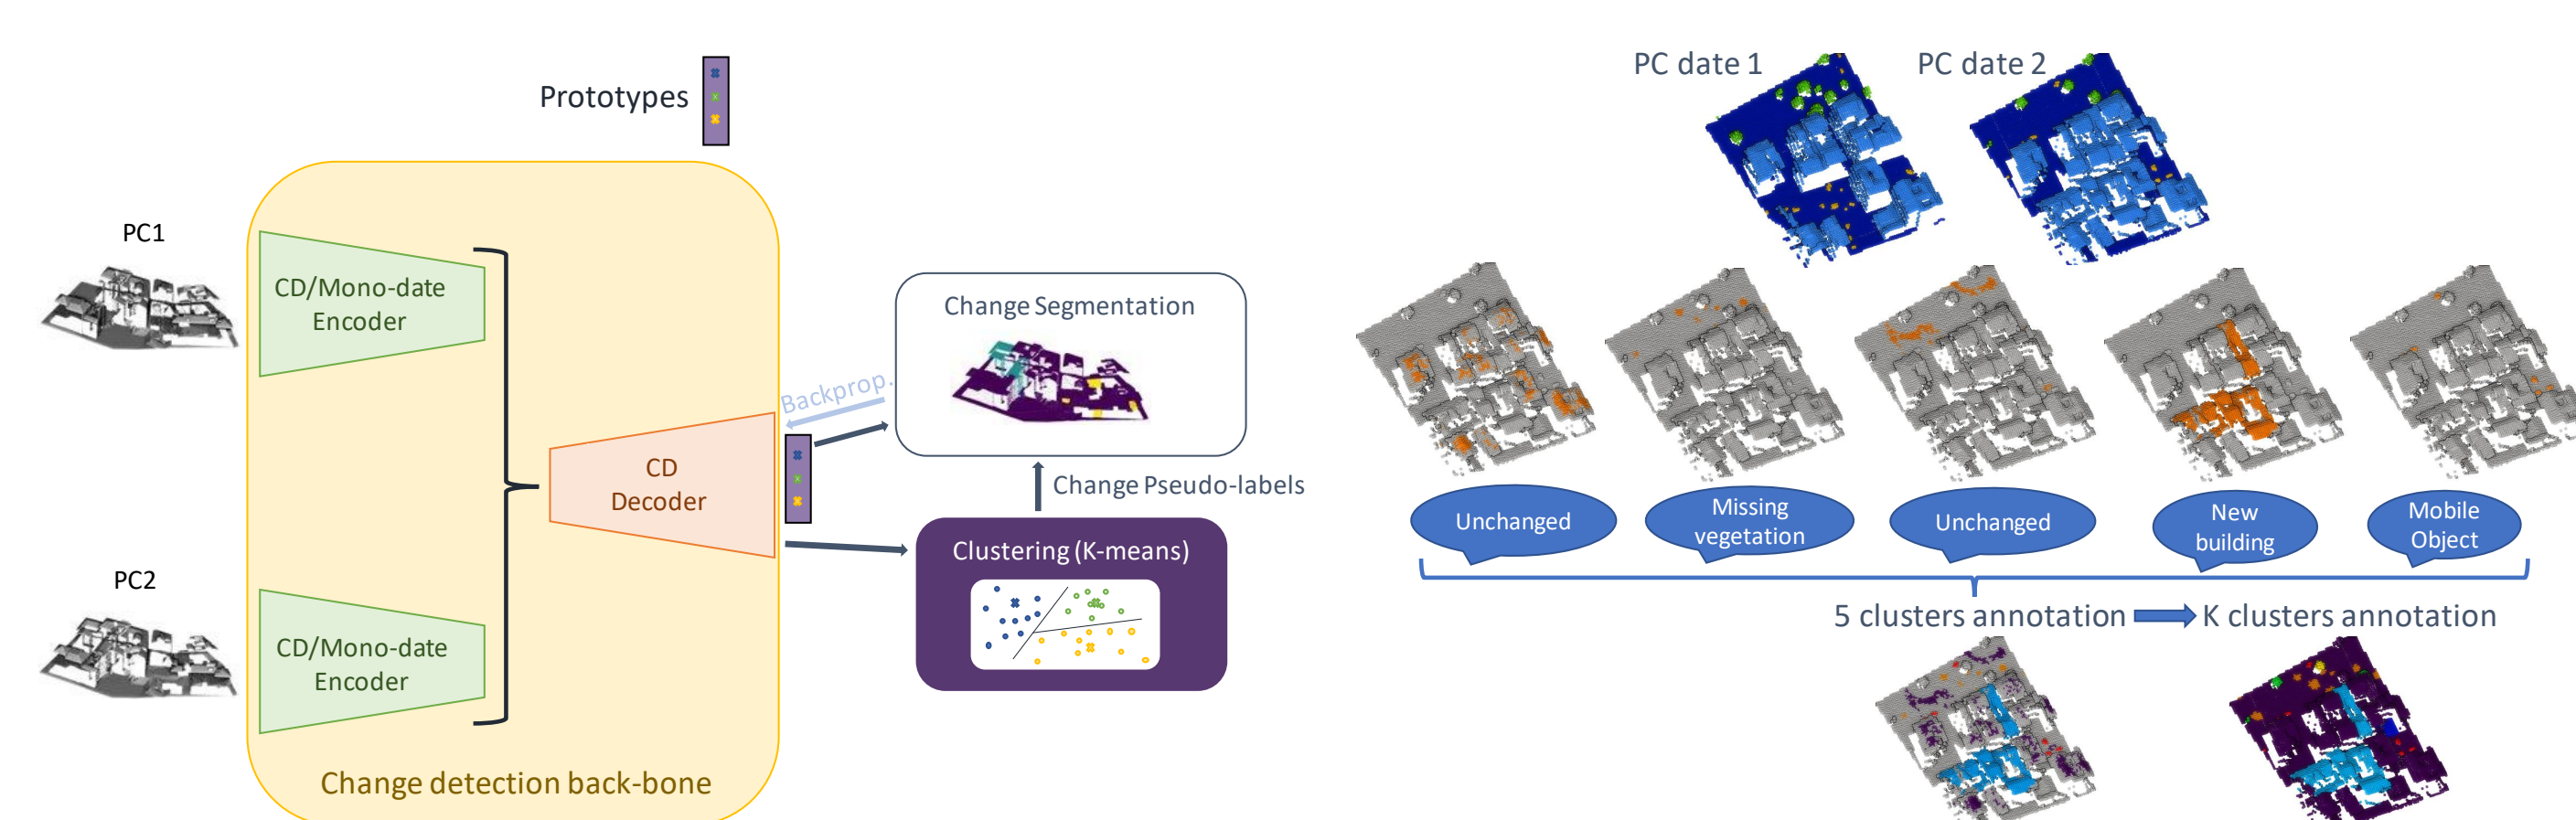 Prototypes
PC1
CD/Mono-date
Encoder
PC2
CD/Mono-date
Encoder
CD
Decoder
Change detection back-bone
Backprop.
Change Segmentation
Change Pseudo-labels
Clustering (K-means)
PC date 1
PC date 2
Unchanged
Missing
vegetation
Unchanged
New
building
Mobile
Object
5 clusters annotation
K clusters annotation